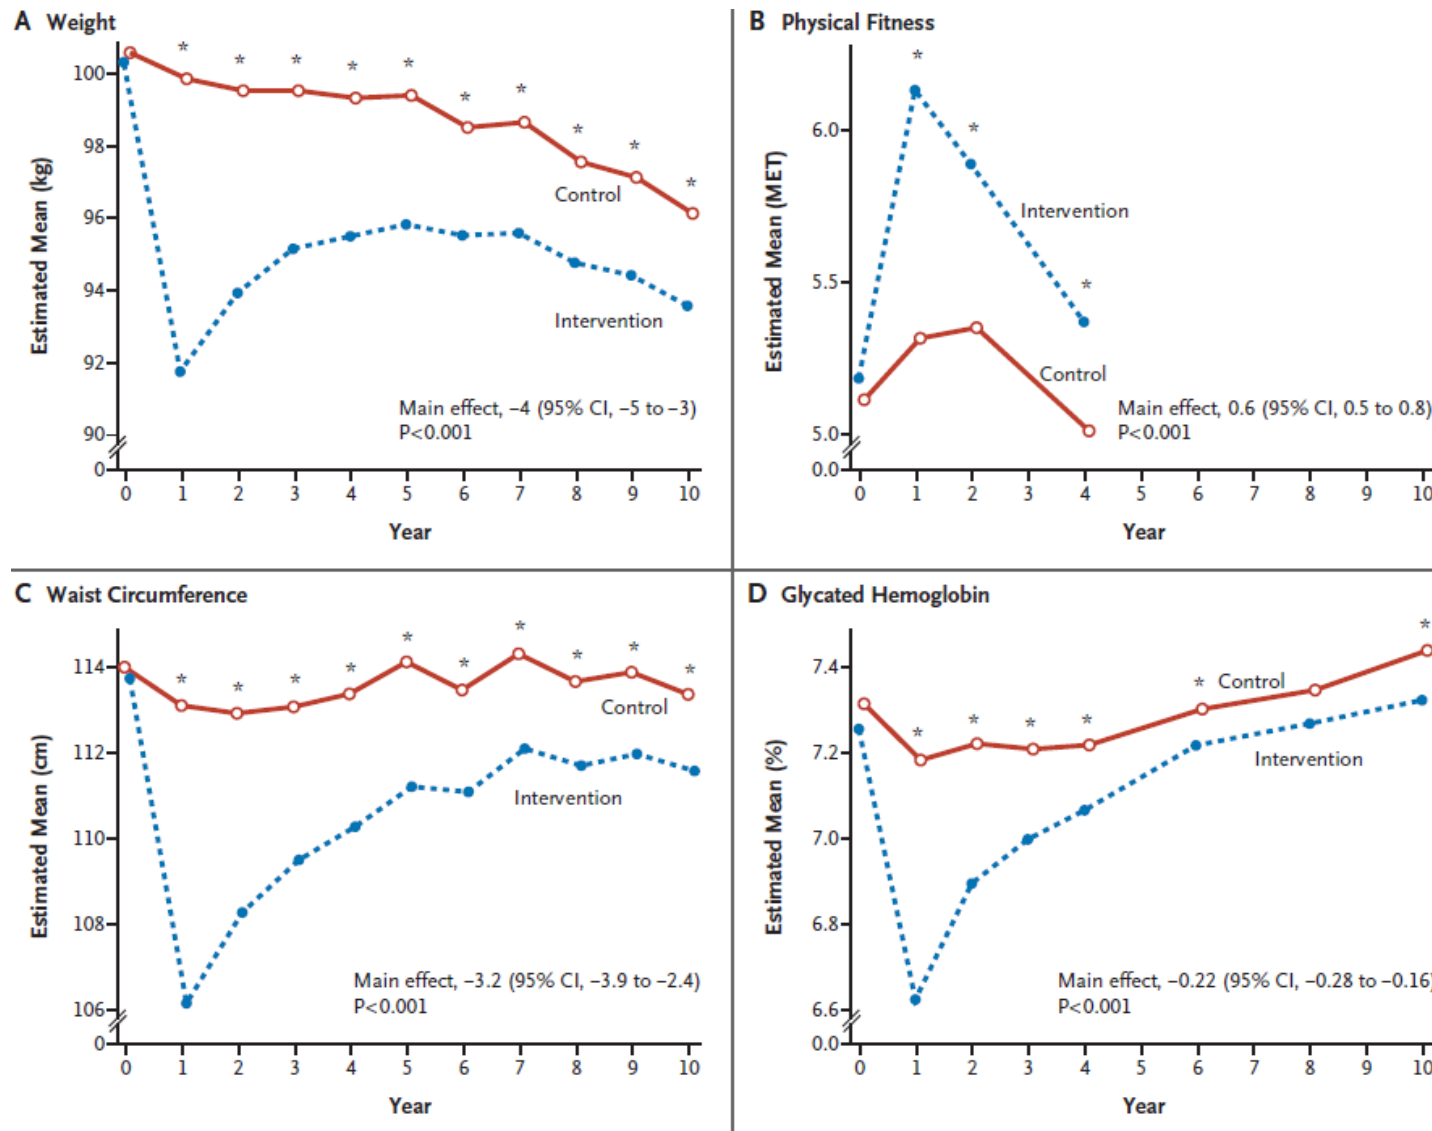 A Weight
* * * * * * * * * *
100
98
96
94
92
90
0
Estimated Mean (kg)
Control
Intervention
Main effect, –4 (95% CI, –5 to –3)
P<0.001
0 1 2 3 4 5 6 7 8 9 10
Year
B Physical Fitness
* * *
6.0
5.5
5.0
0.0
Estimated Mean (MET)
Intervention
Control
Main effect, 0.6 (95% CI, 0.5 to 0.8)
P<0.001
0 1 2 3 4 5 6 7 8 9 10
Year
C Waist Circumference
* * * * * * * * * *
114
112
110
108
106
0
Estimated Mean (cm)
Control
Intervention
Main effect, –3.2 (95% CI, –3.9 to –2.4)
P<0.001
0 1 2 3 4 5 6 7 8 9 10
Year
D Glycated Hemoglobin
* * * * * *
7.4
7.2
7.0
6.8
6.6
0.0
Estimated Mean (%)
Control
Intervention
Main effect, –0.22 (95% CI, –0.28 to –0.16)
P<0.001
0 1 2 3 4 5 6 7 8 9 10
Year